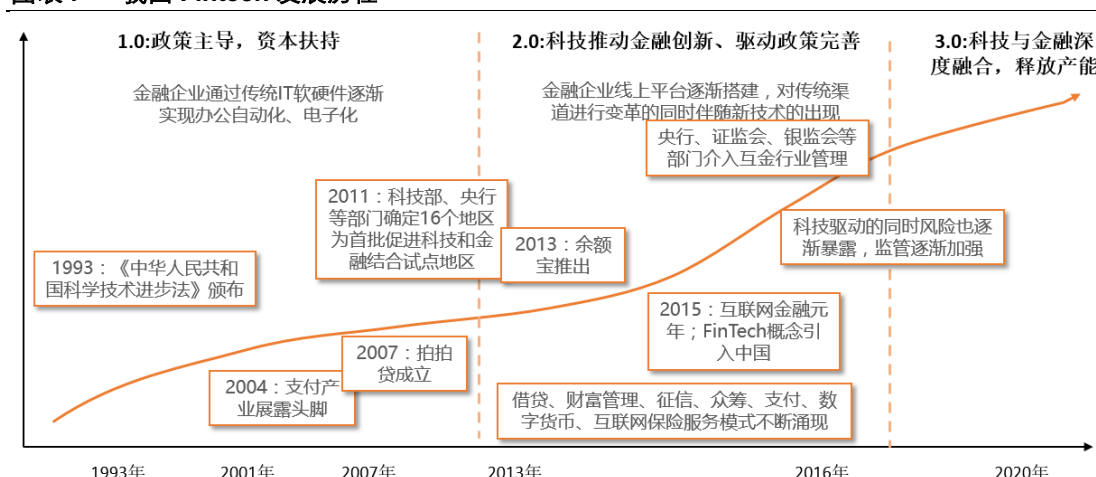 我国 Fintech 发展历程
1.0:政策主导，资本扶持
2.0:科技推动金融创新、驱动政策完善
3.0:科技与金融深
度融合，释放产能
金融企业通过传统IT软硬件逐渐
实现办公自动化、电子化
金融企业线上平台逐渐搭建，对传统渠
道进行变革的同时伴随新技术的出现
央行、证监会、银监会等
部门介入互金行业管理
2011：科技部、央行
等部门确定16个地区
为首批促进科技和金
融结合试点地区
2013：余额
宝推出
科技驱动的同时风险也逐
渐暴露，监管逐渐加强
1993：《中华人民共和
国科学技术进步法》颁布
2015：互联网金融元
年；FinTech概念引
入中国
2007：拍拍
贷成立
2004：支付产
业展露头脚
借贷、财富管理、征信、众筹、支付、数
字货币、互联网保险服务模式不断涌现
1993年
2001年
2007年
2013年
2016年
2020年